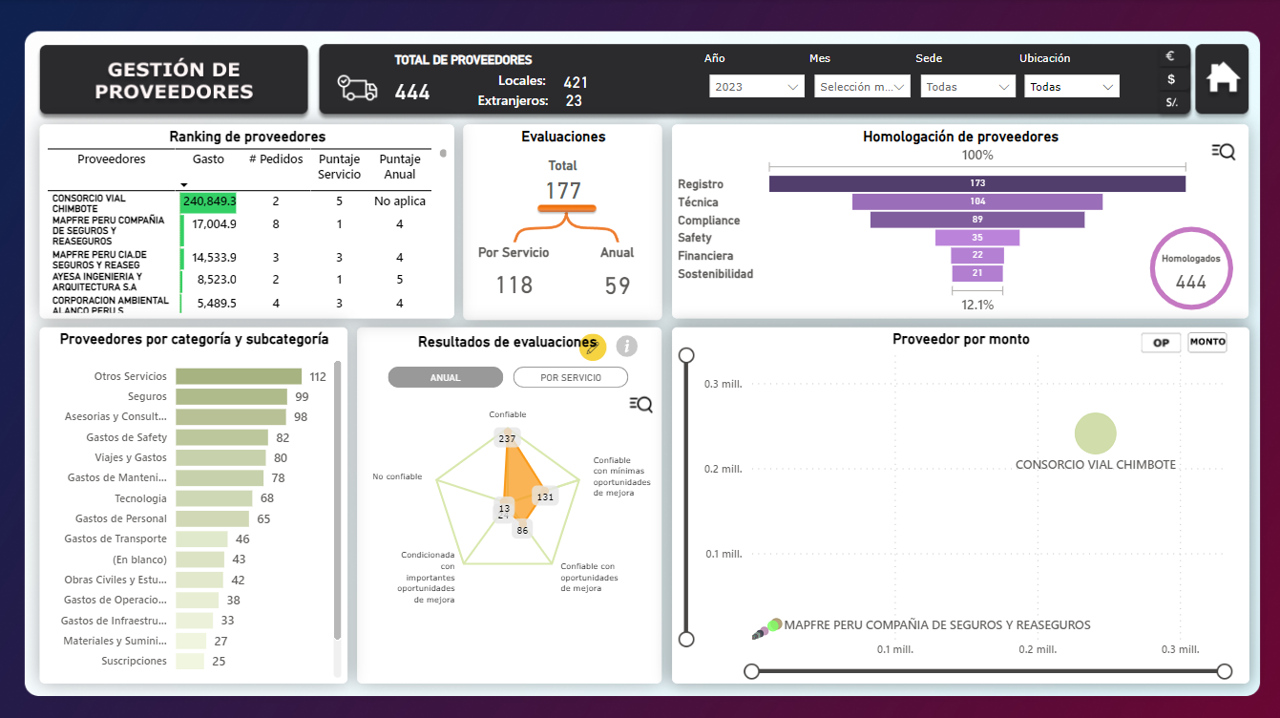 GESTIÓN DE
PROVEEDORES
TOTAL DE PROVEEDORES
444
Locales: 421
Extranjeros: 23
Año
2023
Mes
Selección m...
Sede
Todas
Ubicación
Todas
€
$
S/.
Ranking de proveedores
Proveedores Gasto # Pedidos Puntaje Servicio Puntaje Anual
CONSORCIO VIAL
CHIMBOTE
240,849.3 2 5 No aplica
MAPFRE PERU COMPAÑIA
DE SEGUROS Y
REASEGUROS
17,004.9 8 1 4
MAPFRE PERU CIA.DE
SEGUROS Y REASEG
14,533.9 3 3 4
AYESA INGENIERIA Y
ARQUITECTURA S.A
8,523.0 2 1 5
CORPORACION AMBIENTAL
5,489.5 4 3 4
Evaluaciones
Total
177
Por Servicio Anual
118 59
Homologación de proveedores
100%
Registro 173
Técnica 104
Compliance 89
Safety 35
Financiera 22
Sostenibilidad 21
12.1%
Homologados
444
Proveedores por categoría y subcategoría
Otros Servicios 112
Seguros 99
Asesorias y Consult... 98
Gastos de Safety 82
Viajes y Gastos 80
Gastos de Manteni... 78
Tecnología 68
Gastos de Personal 65
Gastos de Transporte 46
(En blanco) 43
Obras Civiles y Estu... 42
Gastos de Operacio... 38
Gastos de Infraestru... 33
Materiales y Sumini... 27
Suscripciones 25
Resultados de evaluaciones
i
ANUAL POR SERVICIO
Confiable
237
Confiable
con mínimas
oportunidades
de mejora
131
No confiable
13
86
Condicionada
con
importantes
oportunidades
de mejora
Confiable con
oportunidades
de mejora
Proveedor por monto
OP MONTO
0.3 mill.
0.2 mill.
0.1 mill.
CONSORCIO VIAL CHIMBOTE
MAPFRE PERU COMPAÑIA DE SEGUROS Y REASEGUROS
0.1 mill. 0.2 mill. 0.3 mill.